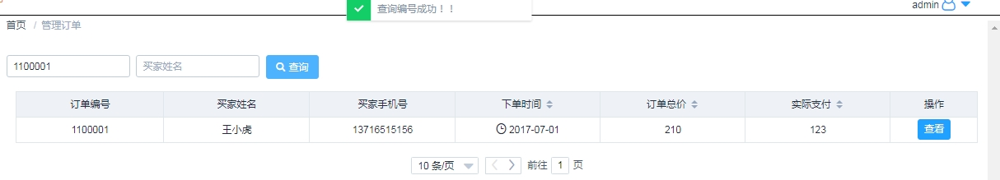 查询编号成功！！
admin
首页 / 管理订单
1100001 买家姓名 查询
订单编号 买家姓名 买家手机号 下单时间 订单总价 实际支付 操作
1100001 王小虎 13716515156 2017-07-01 210 123 查看
10 条/页 前往 1 页